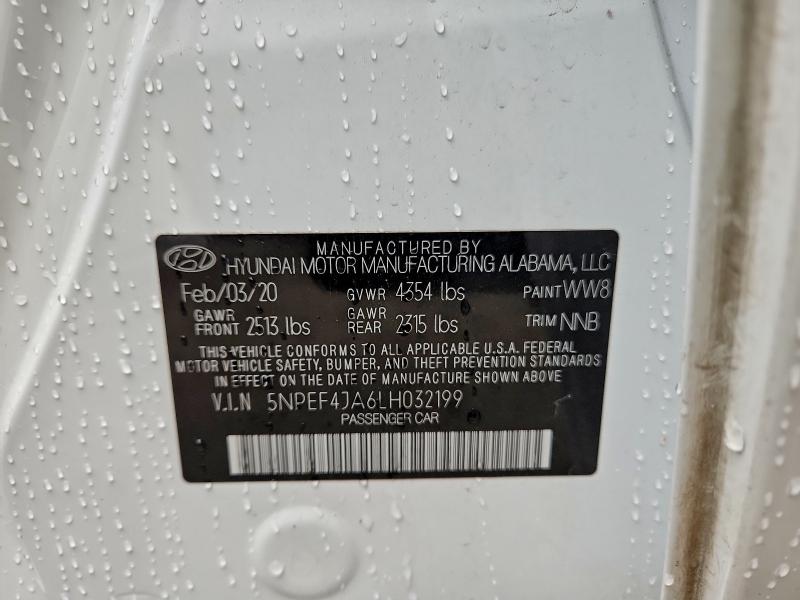 MANUFACTURED BY
HYUNDAI MOTOR MANUFACTURING ALABAMA, LLC
Feb/03/20 GVWR 4354 lbs PAINT WW8
GAWR FRONT 2513 lbs GAWR REAR 2315 lbs TRIM NNB
THIS VEHICLE CONFORMS TO ALL APPLICABLE U.S.A. FEDERAL
MOTOR VEHICLE SAFETY, BUMPER, AND THEFT PREVENTION STANDARDS
IN EFFECT ON THE DATE OF MANUFACTURE SHOWN ABOVE
V.I.N 5NPEF4JA6LH032199
PASSENGER CAR